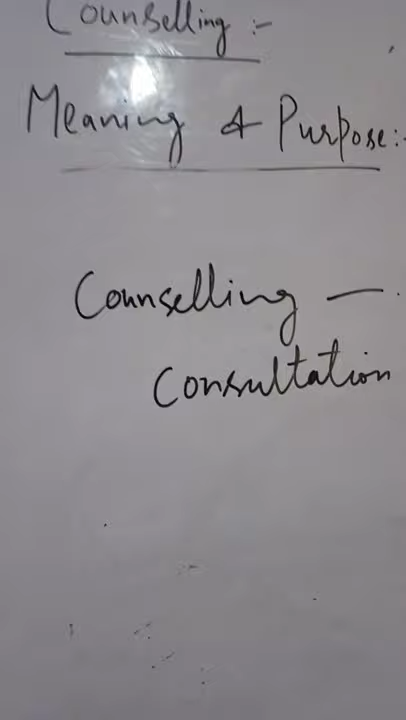 Counselling :-
Meaning & Purpose:-
Counselling —
Consultation